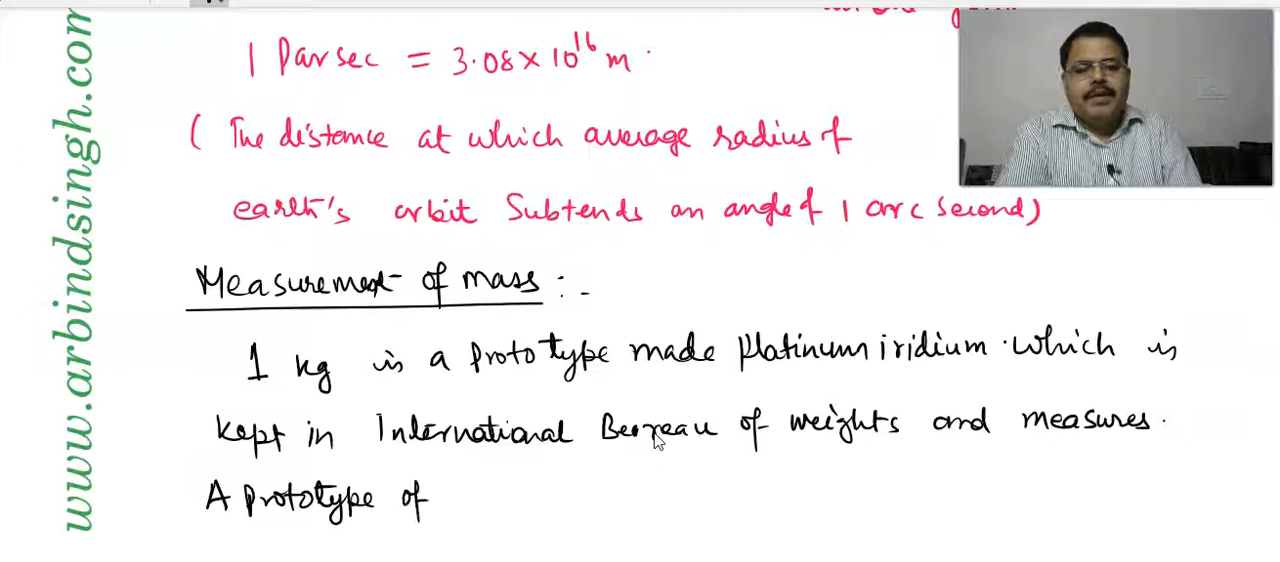 1 Parsec = 3.08 × 10¹⁶ m.
( The distance at which average radius of
earth's orbit Subtends an angle of 1 arc second)
Measurement of mass :-
1 kg is a prototype made platinum iridium. which is
kept in International Bereau of weights and measures.
A prototype of
www.arbindsingh.com